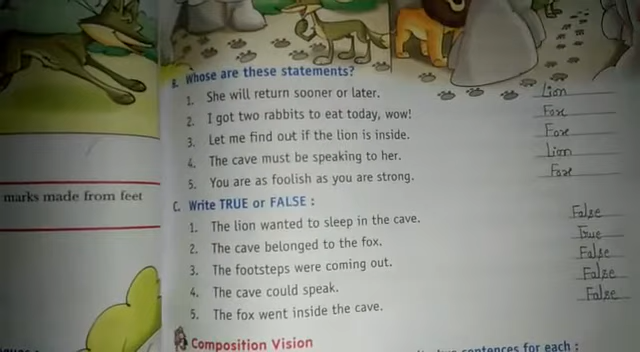 B. Whose are these statements?
1. She will return sooner or later. Lion
2. I got two rabbits to eat today, wow! Fox
3. Let me find out if the lion is inside. Fox
4. The cave must be speaking to her. Lion
5. You are as foolish as you are strong. Fox
marks made from feet
C. Write TRUE or FALSE :
1. The lion wanted to sleep in the cave. False
2. The cave belonged to the fox. True
3. The footsteps were coming out. False
4. The cave could speak. False
5. The fox went inside the cave. False
Composition Vision
sentences for each :